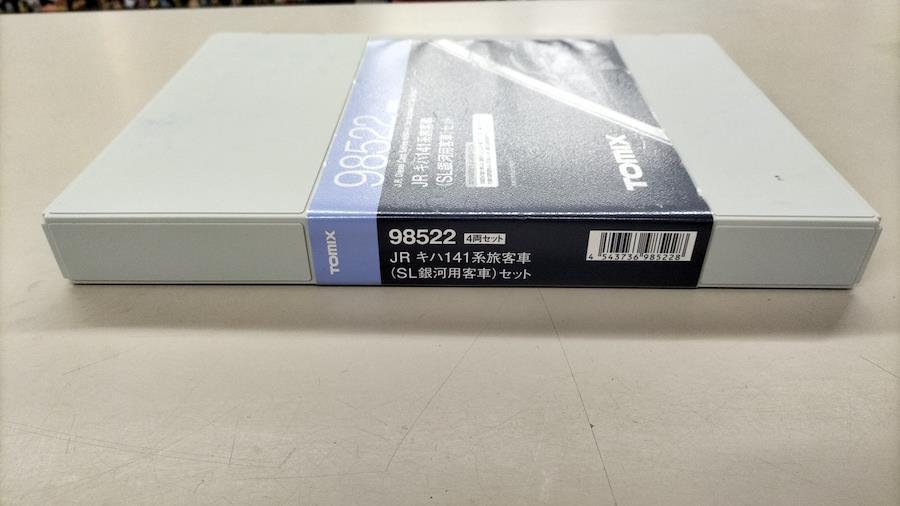 98522
JR キハ141系旅客車
(SL銀河用客車)セット
TOMIX
TOMIX
98522 4両セット
JR キハ141系旅客車
(SL銀河用客車)セット
4 543736 985228